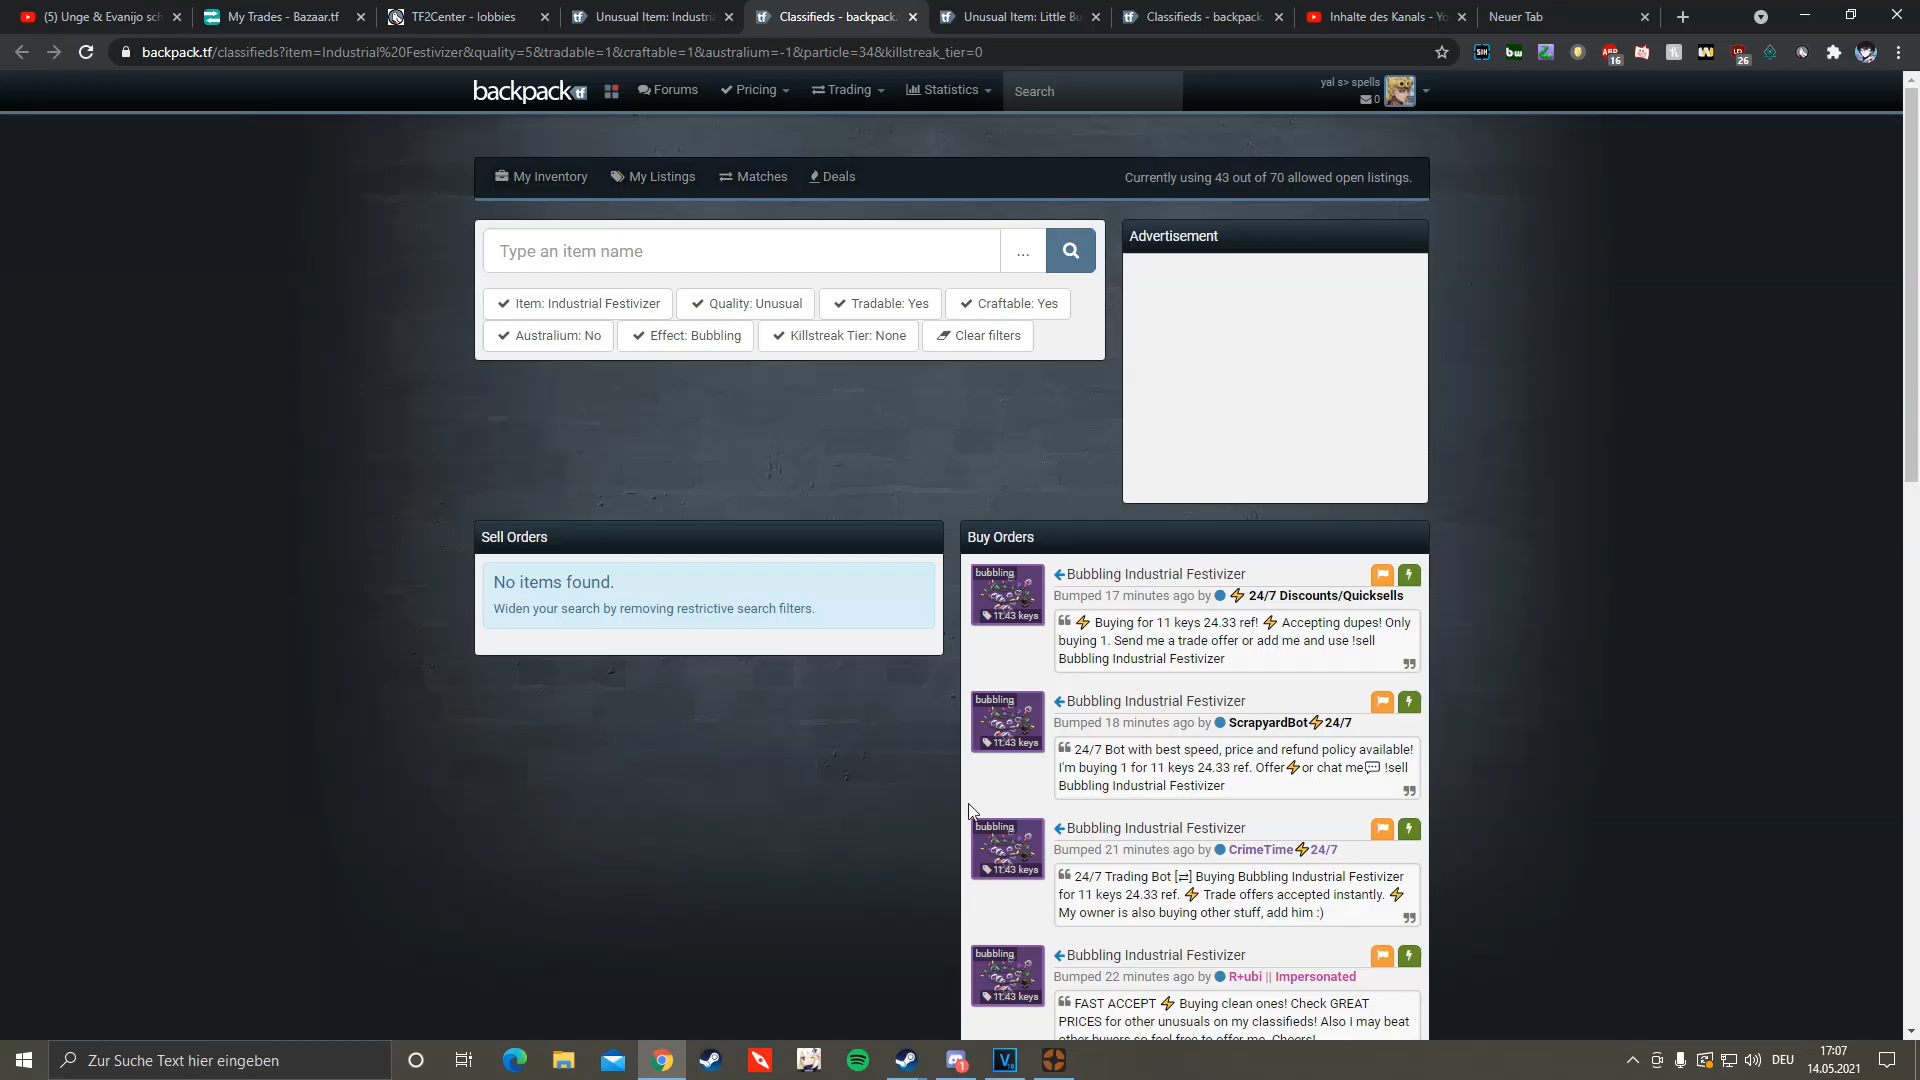 (5) Unge & Evanijo sch
My Trades - Bazaar.tf
TF2Center - lobbies
Unusual Item: Industria
Classifieds - backpack.
Unusual Item: Little Bu
Classifieds - backpack.
Inhalte des Kanals - Yo
Neuer Tab
backpack.tf/classifieds?item=Industrial%20Festivizer&quality=5&tradable=1&craftable=1&australium=-1&particle=34&killstreak_tier=0
16
26
backpack tf
Forums
Pricing
Trading
Statistics
Search
yal s> spells
0
My Inventory
My Listings
Matches
Deals
Currently using 43 out of 70 allowed open listings.
Type an item name
...
Item: Industrial Festivizer
Quality: Unusual
Tradable: Yes
Craftable: Yes
Australium: No
Effect: Bubbling
Killstreak Tier: None
Clear filters
Advertisement
Sell Orders
No items found.
Widen your search by removing restrictive search filters.
Buy Orders
bubbling
11.43 keys
Bubbling Industrial Festivizer
Bumped 17 minutes ago by ⚡ 24/7 Discounts/Quicksells
⚡ Buying for 11 keys 24.33 ref! ⚡ Accepting dupes! Only
buying 1. Send me a trade offer or add me and use !sell
Bubbling Industrial Festivizer
bubbling
11.43 keys
Bubbling Industrial Festivizer
Bumped 18 minutes ago by ScrapyardBot⚡24/7
24/7 Bot with best speed, price and refund policy available!
I'm buying 1 for 11 keys 24.33 ref. Offer⚡or chat me💬 !sell
Bubbling Industrial Festivizer
bubbling
11.43 keys
Bubbling Industrial Festivizer
Bumped 21 minutes ago by CrimeTime⚡24/7
24/7 Trading Bot [⇄] Buying Bubbling Industrial Festivizer
for 11 keys 24.33 ref. ⚡ Trade offers accepted instantly. ⚡
My owner is also buying other stuff, add him :)
bubbling
11.43 keys
Bubbling Industrial Festivizer
Bumped 22 minutes ago by R+ubi || Impersonated
FAST ACCEPT ⚡ Buying clean ones! Check GREAT
PRICES for other unusuals on my classifieds! Also I may beat
other buyers so feel free to offer me. Cheers!
Zur Suche Text hier eingeben
1
DEU
17:07
14.05.2021